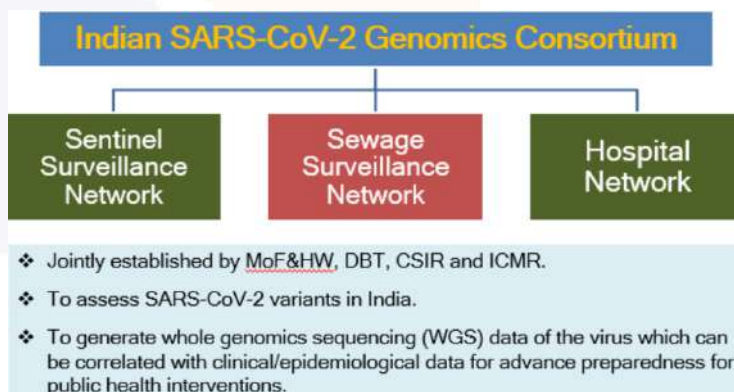 Indian SARS-CoV-2 Genomics Consortium
Sentinel
Surveillance
Network
Sewage
Surveillance
Network
Hospital
Network
❖ Jointly established by MoF&HW, DBT, CSIR and ICMR.
❖ To assess SARS-CoV-2 variants in India.
❖ To generate whole genomics sequencing (WGS) data of the virus which can
be correlated with clinical/epidemiological data for advance preparedness for
public health interventions.